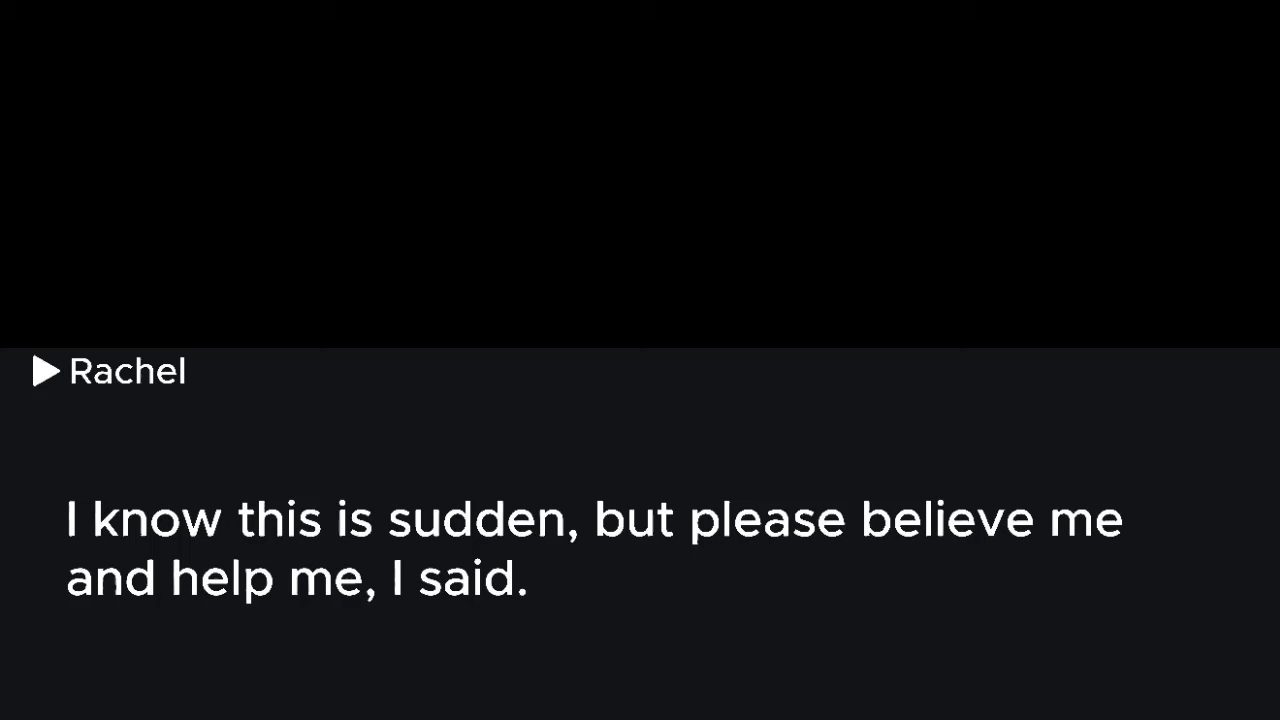 Rachel
I know this is sudden, but please believe me
and help me, I said.